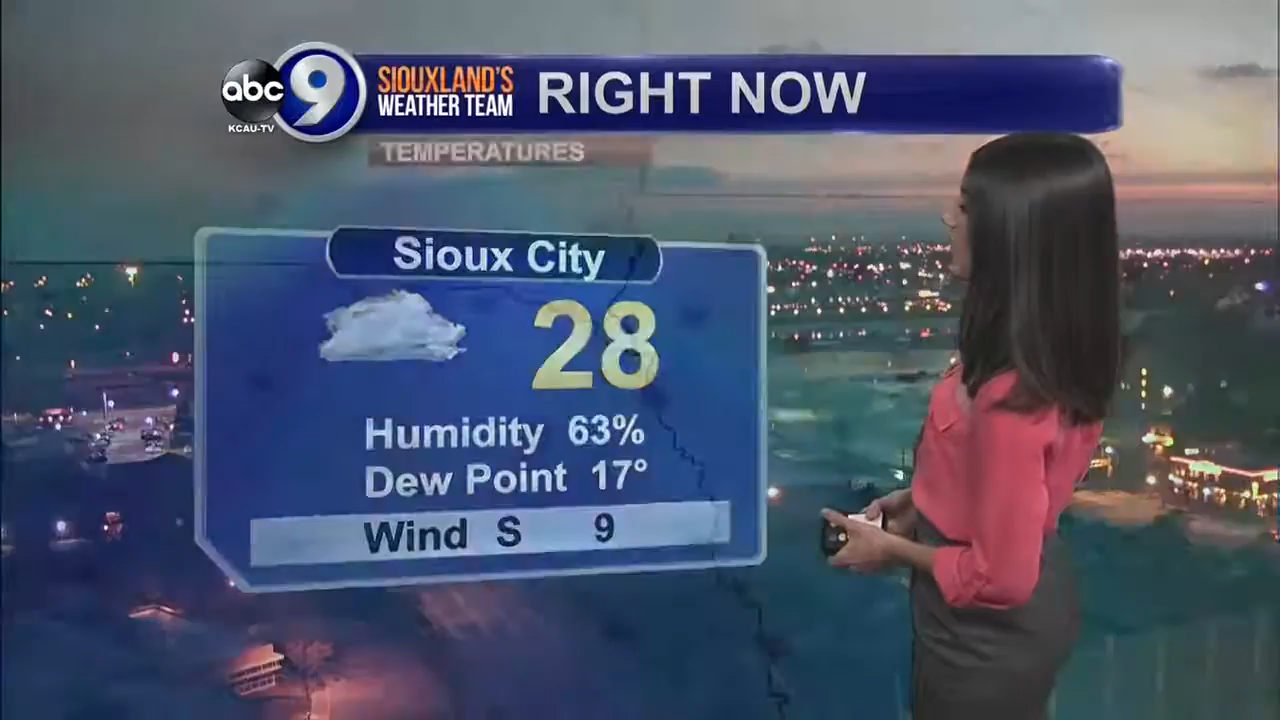 abc
9
KCAU-TV
SIOUXLAND'S
WEATHER TEAM
RIGHT NOW
TEMPERATURES
Sioux City
28
Humidity 63%
Dew Point 17°
Wind S 9